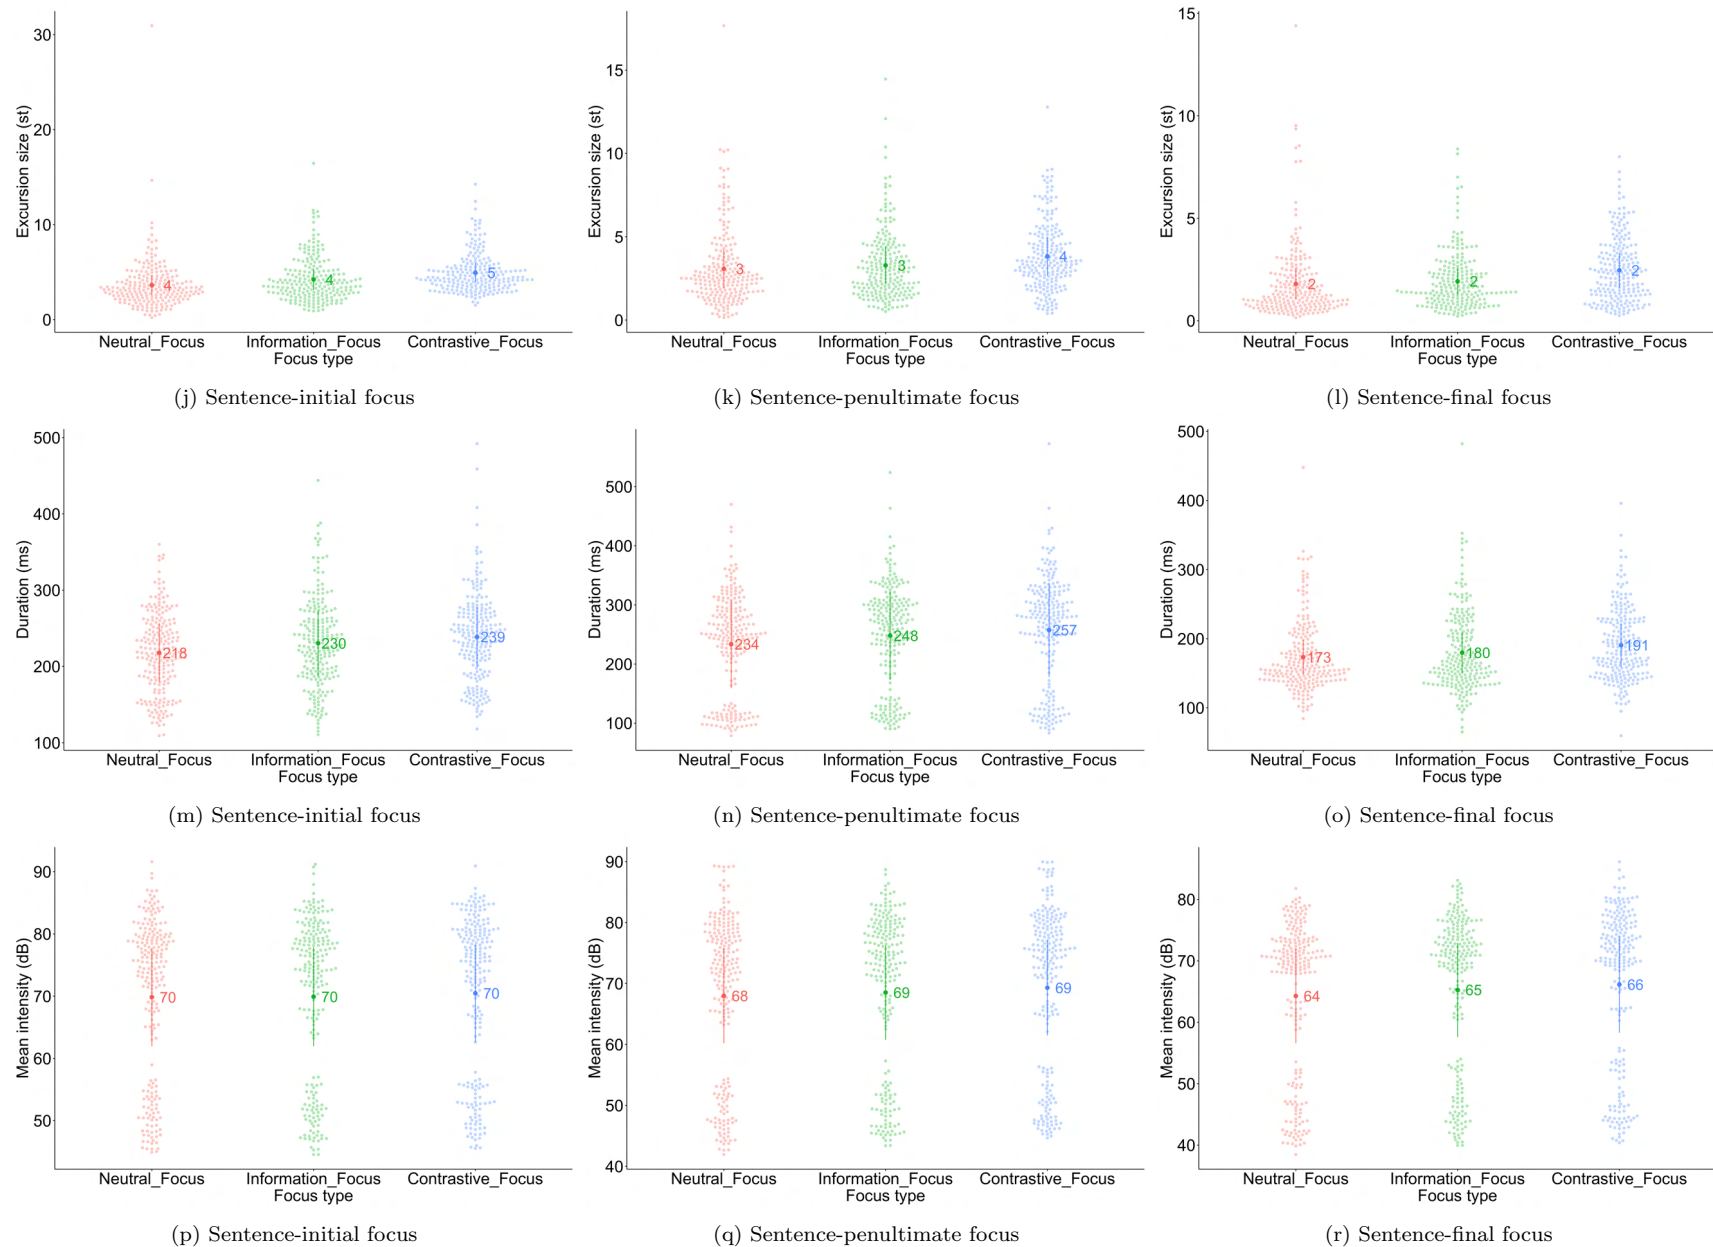 Excursion size (st)
30
20
10
0
4
4
5
Neutral_Focus Information_Focus Contrastive_Focus
Focus type
(j) Sentence-initial focus
Excursion size (st)
15
10
5
0
3
3
4
Neutral_Focus Information_Focus Contrastive_Focus
Focus type
(k) Sentence-penultimate focus
Excursion size (st)
15
10
5
0
2
2
2
Neutral_Focus Information_Focus Contrastive_Focus
Focus type
(l) Sentence-final focus
Duration (ms)
500
400
300
200
100
218
230
239
Neutral_Focus Information_Focus Contrastive_Focus
Focus type
(m) Sentence-initial focus
Duration (ms)
500
400
300
200
100
234
248
257
Neutral_Focus Information_Focus Contrastive_Focus
Focus type
(n) Sentence-penultimate focus
Duration (ms)
500
400
300
200
100
173
180
191
Neutral_Focus Information_Focus Contrastive_Focus
Focus type
(o) Sentence-final focus
Mean intensity (dB)
90
80
70
60
50
70
70
70
Neutral_Focus Information_Focus Contrastive_Focus
Focus type
(p) Sentence-initial focus
Mean intensity (dB)
90
80
70
60
50
40
68
69
69
Neutral_Focus Information_Focus Contrastive_Focus
Focus type
(q) Sentence-penultimate focus
Mean intensity (dB)
80
70
60
50
40
64
65
66
Neutral_Focus Information_Focus Contrastive_Focus
Focus type
(r) Sentence-final focus